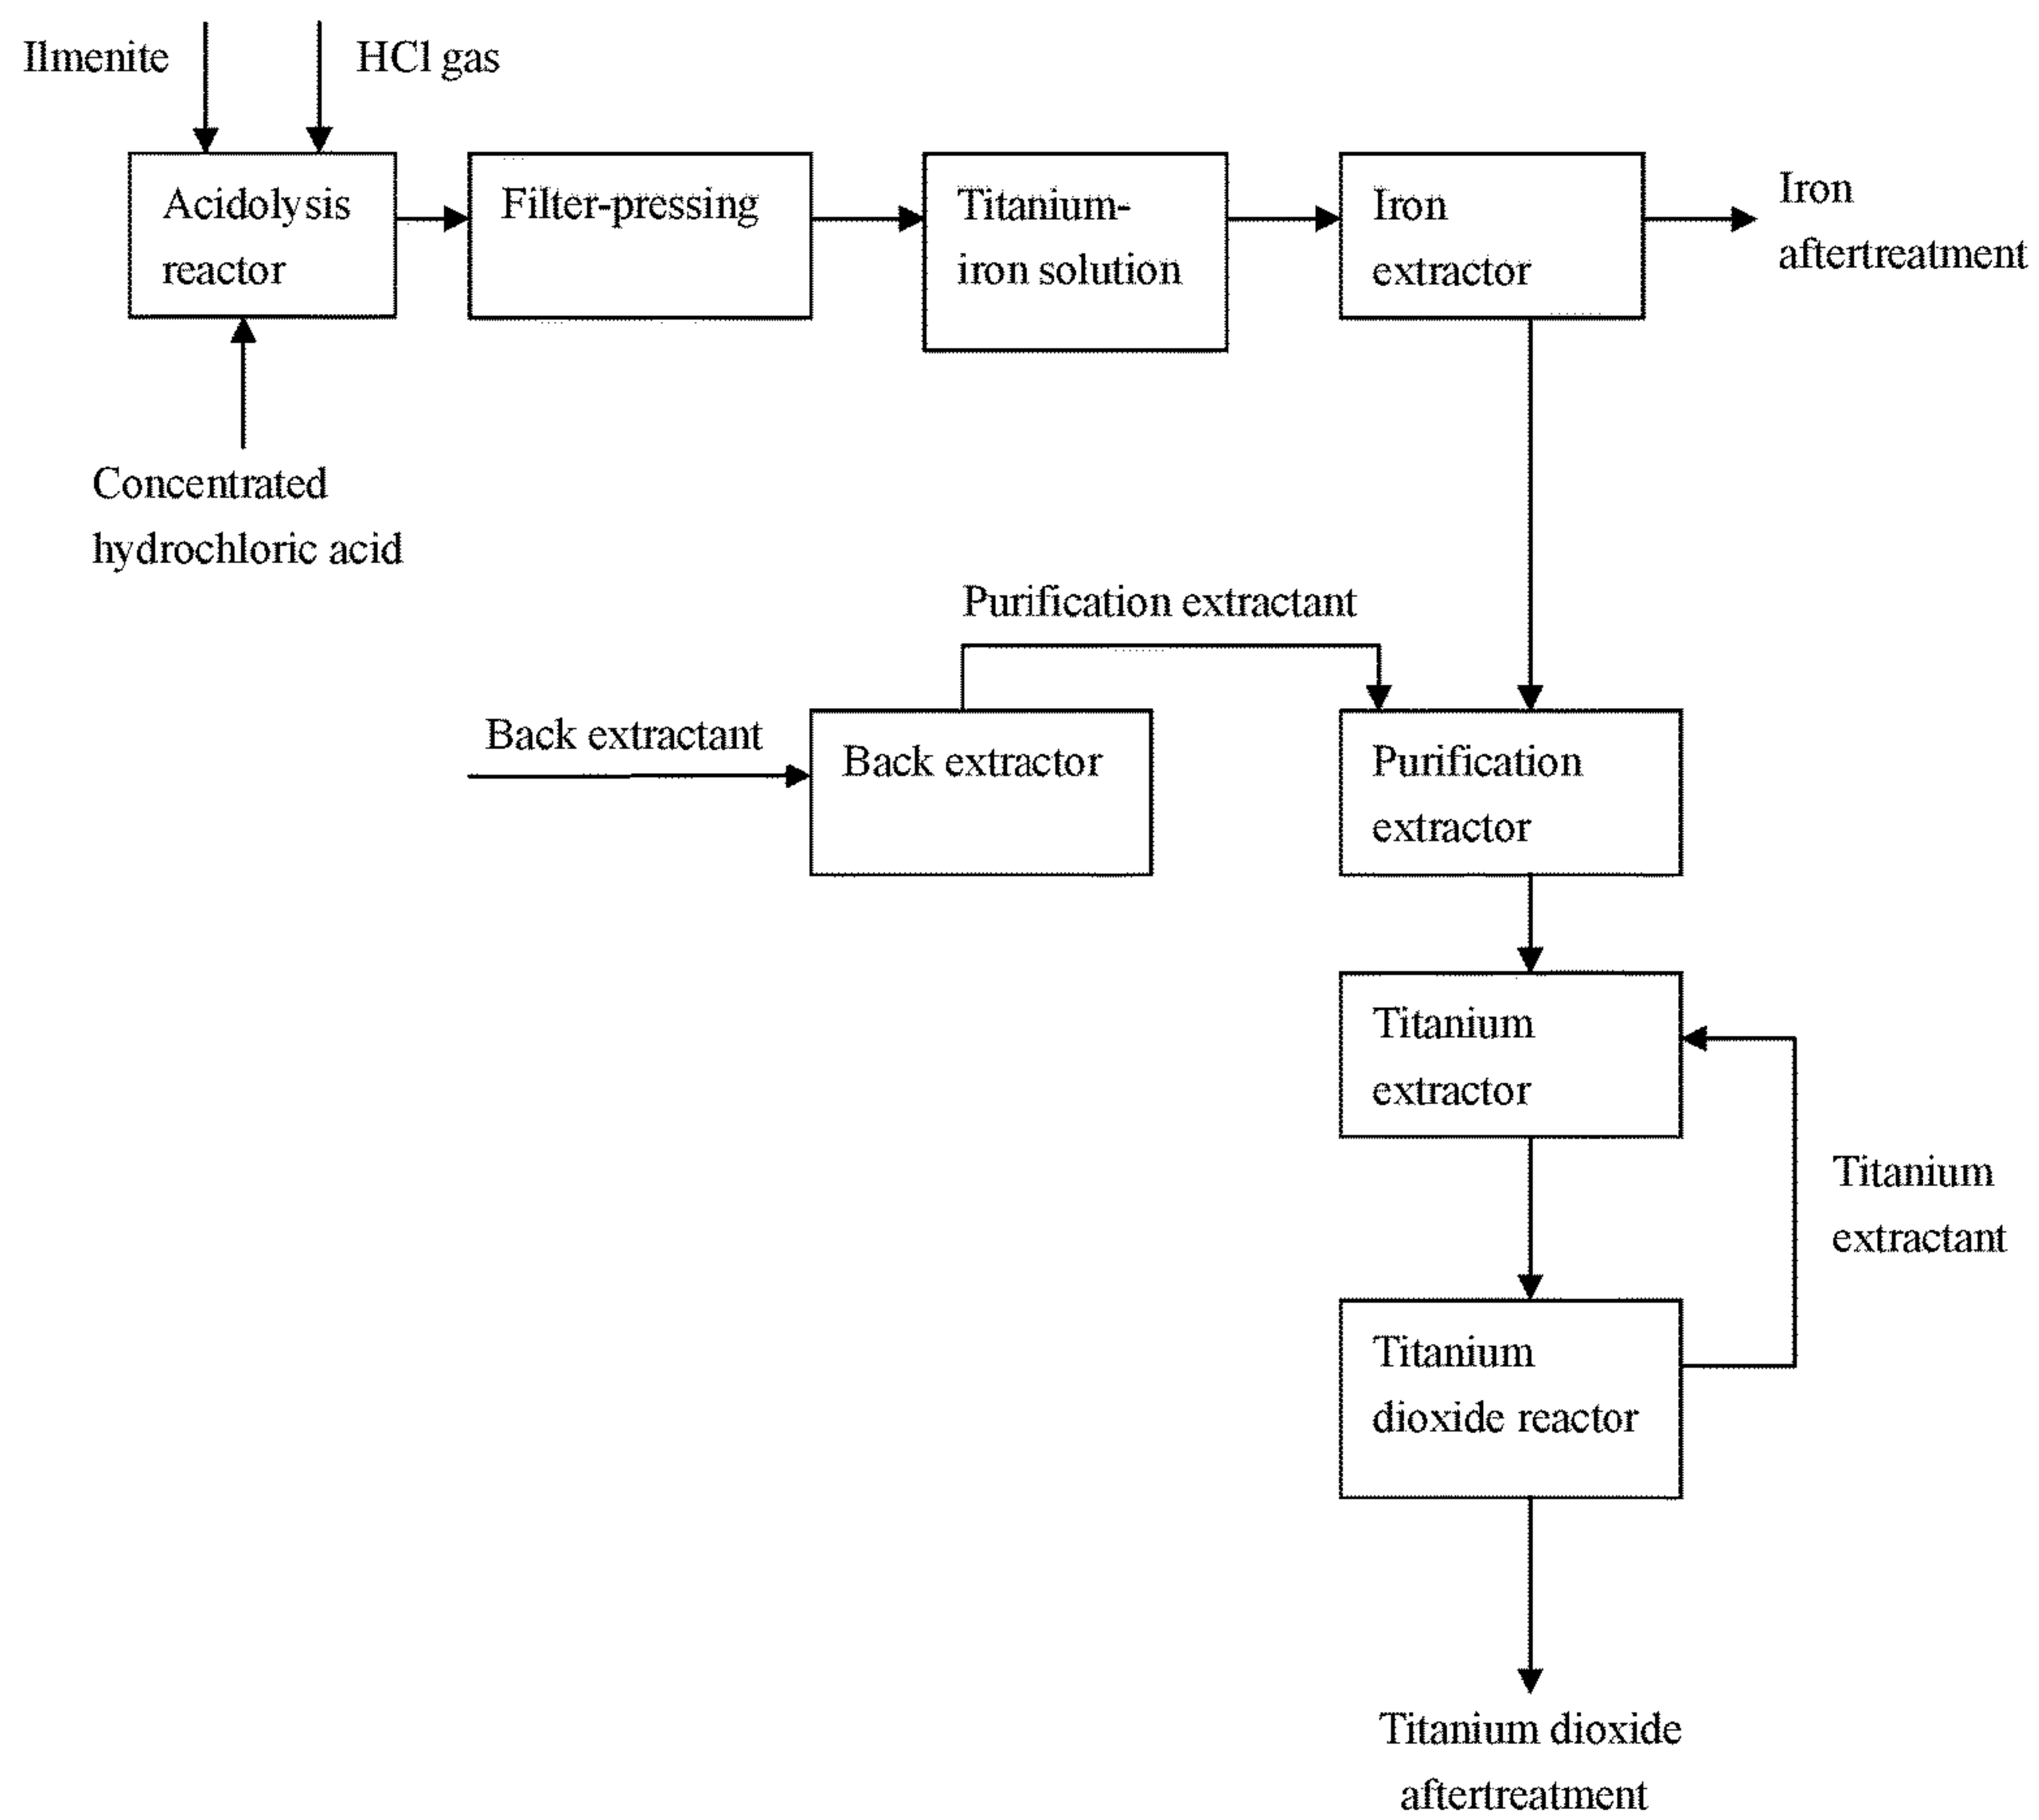 Ilmenite
HCl gas
Acidolysis
reactor
Filter-pressing
Titanium-
iron solution
Iron
extractor
Iron
aftertreatment
Concentrated
hydrochloric acid
Purification extractant
Back extractant
Back extractor
Purification
extractor
Titanium
extractor
Titanium
extractant
Titanium
dioxide reactor
Titanium dioxide
aftertreatment